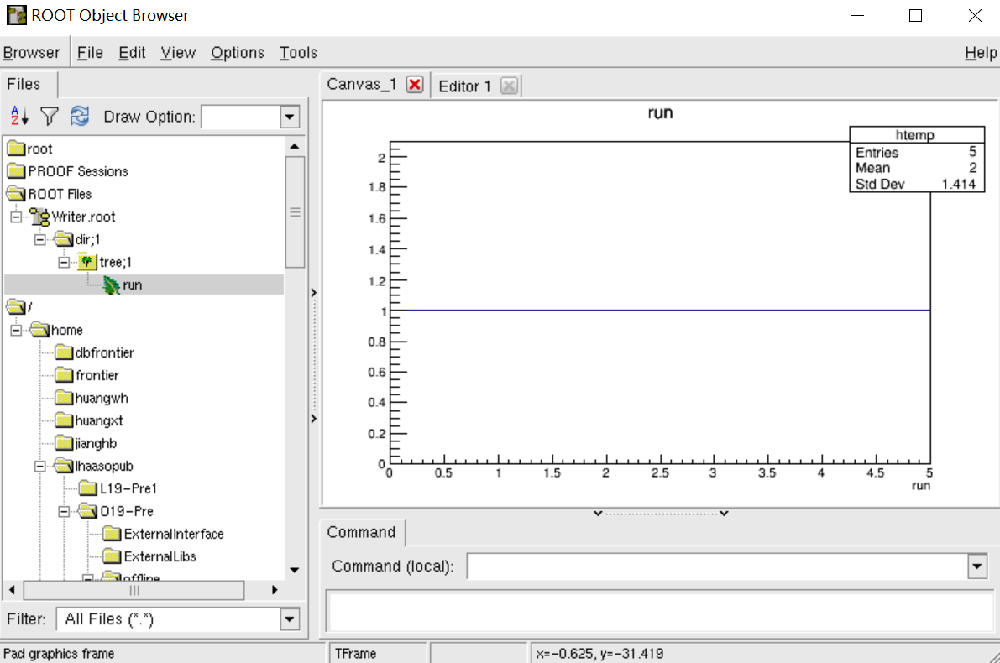 ROOT Object Browser
Browser File Edit View Options Tools Help
Files
Draw Option:
root
PROOF Sessions
ROOT Files
Writer.root
dir;1
tree;1
run
/
home
dbfrontier
frontier
huangwh
huangxt
jianghb
lhaasopub
L19-Pre1
O19-Pre
ExternalInterface
ExternalLibs
offline
Filter: All Files (*.*)
Canvas_1 Editor 1
run
htemp
Entries 5
Mean 2
Std Dev 1.414
2
1.8
1.6
1.4
1.2
1
0.8
0.6
0.4
0.2
0
0 0.5 1 1.5 2 2.5 3 3.5 4 4.5 5
run
Command
Command (local):
Pad graphics frame TFrame x=-0.625, y=-31.419